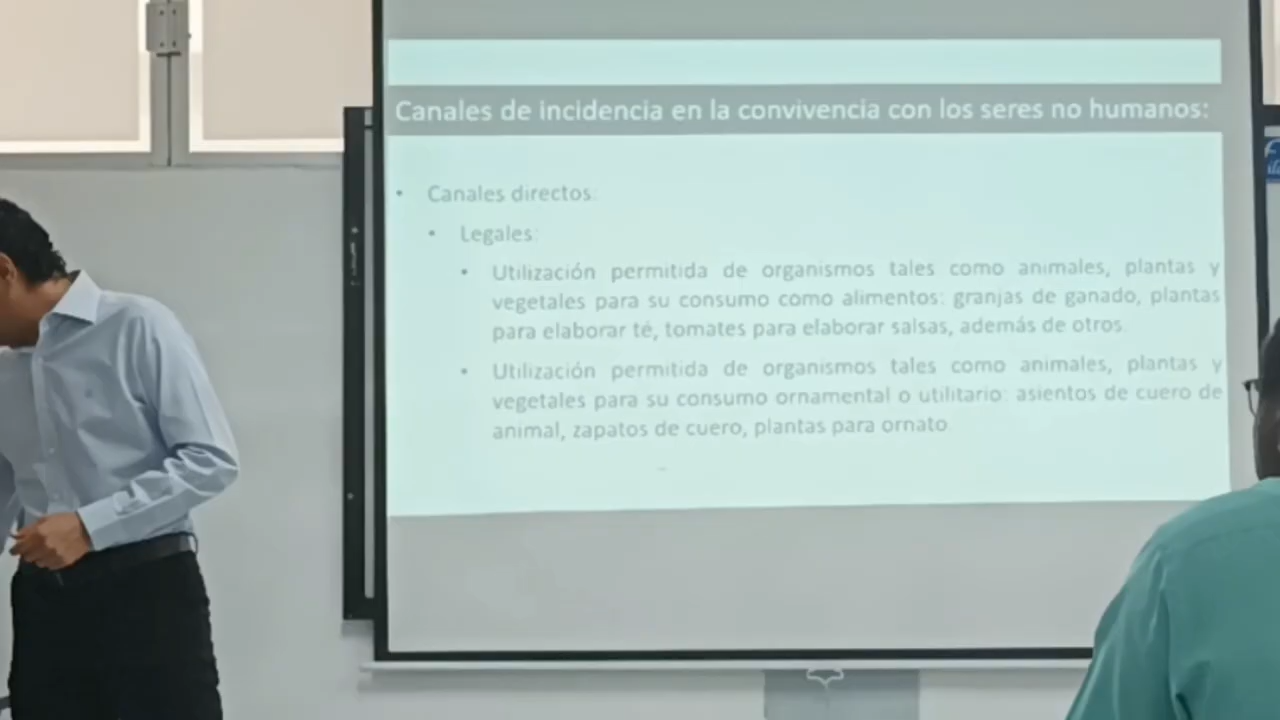 Canales de incidencia en la convivencia con los seres no humanos:
• Canales directos:
• Legales:
• Utilización permitida de organismos tales como animales, plantas y
vegetales para su consumo como alimentos: granjas de ganado, plantas
para elaborar té, tomates para elaborar salsas, además de otros.
• Utilización permitida de organismos tales como animales, plantas y
vegetales para su consumo ornamental o utilitario: asientos de cuero de
animal, zapatos de cuero, plantas para ornato.